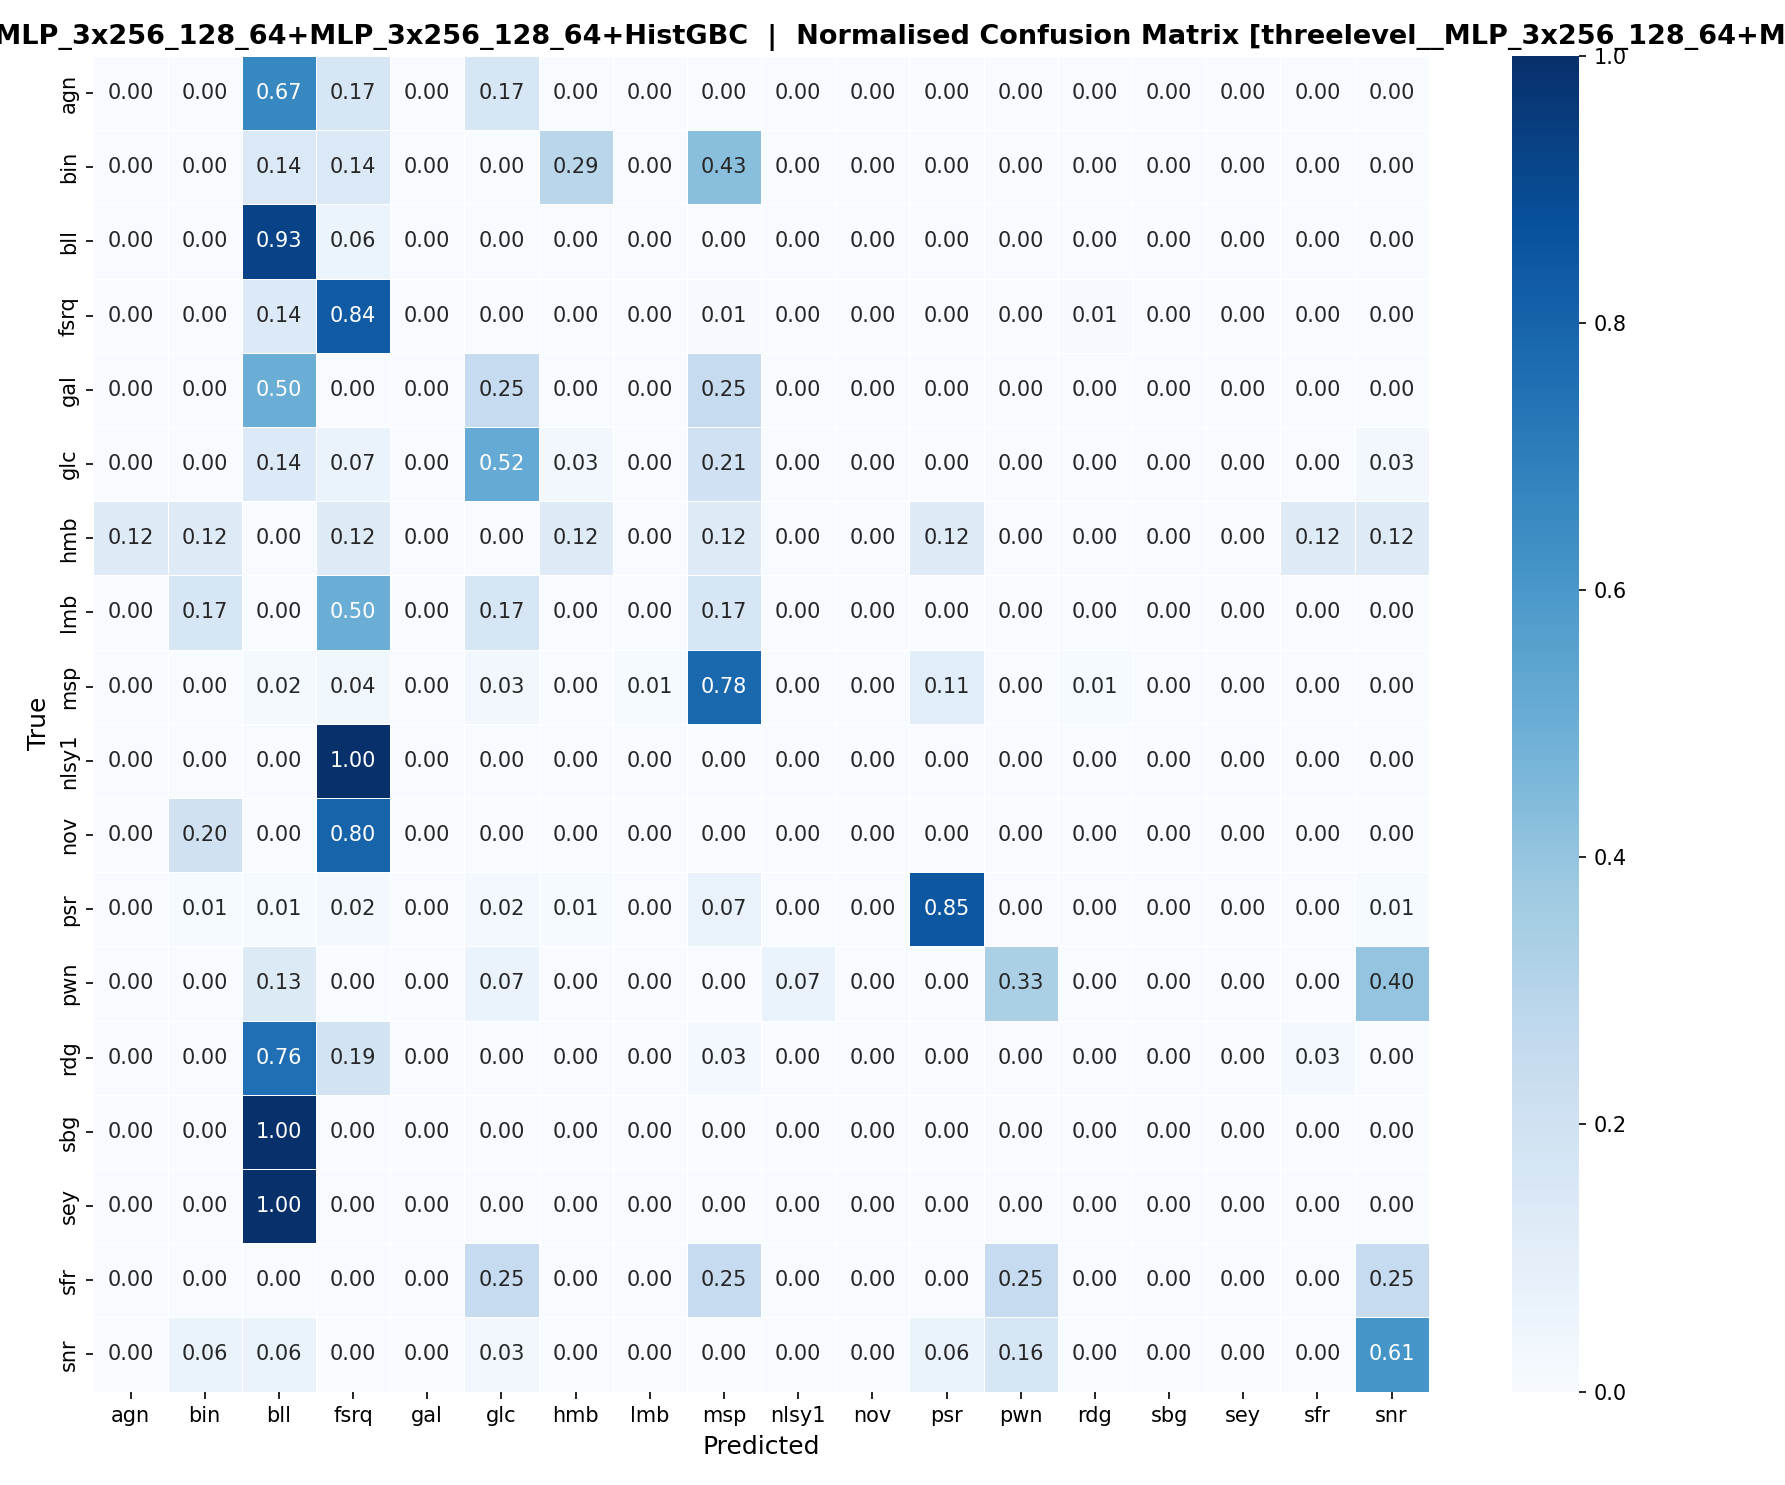 MLP_3x256_128_64+MLP_3x256_128_64+HistGBC | Normalised Confusion Matrix [threelevel__MLP_3x256_128_64+M
agn 0.00 0.00 0.67 0.17 0.00 0.17 0.00 0.00 0.00 0.00 0.00 0.00 0.00 0.00 0.00 0.00 0.00 0.00
bin 0.00 0.00 0.14 0.14 0.00 0.00 0.29 0.00 0.43 0.00 0.00 0.00 0.00 0.00 0.00 0.00 0.00 0.00
bll 0.00 0.00 0.93 0.06 0.00 0.00 0.00 0.00 0.00 0.00 0.00 0.00 0.00 0.00 0.00 0.00 0.00 0.00
fsrq 0.00 0.00 0.14 0.84 0.00 0.00 0.00 0.00 0.01 0.00 0.00 0.00 0.00 0.01 0.00 0.00 0.00 0.00
gal 0.00 0.00 0.50 0.00 0.00 0.25 0.00 0.00 0.25 0.00 0.00 0.00 0.00 0.00 0.00 0.00 0.00 0.00
glc 0.00 0.00 0.14 0.07 0.00 0.52 0.03 0.00 0.21 0.00 0.00 0.00 0.00 0.00 0.00 0.00 0.00 0.03
hmb 0.12 0.12 0.00 0.12 0.00 0.00 0.12 0.00 0.12 0.00 0.00 0.12 0.00 0.00 0.00 0.00 0.12 0.12
lmb 0.00 0.17 0.00 0.50 0.00 0.17 0.00 0.00 0.17 0.00 0.00 0.00 0.00 0.00 0.00 0.00 0.00 0.00
msp 0.00 0.00 0.02 0.04 0.00 0.03 0.00 0.01 0.78 0.00 0.00 0.11 0.00 0.01 0.00 0.00 0.00 0.00
nlsy1 0.00 0.00 0.00 1.00 0.00 0.00 0.00 0.00 0.00 0.00 0.00 0.00 0.00 0.00 0.00 0.00 0.00 0.00
nov 0.00 0.20 0.00 0.80 0.00 0.00 0.00 0.00 0.00 0.00 0.00 0.00 0.00 0.00 0.00 0.00 0.00 0.00
psr 0.00 0.01 0.01 0.02 0.00 0.02 0.01 0.00 0.07 0.00 0.00 0.85 0.00 0.00 0.00 0.00 0.00 0.01
pwn 0.00 0.00 0.13 0.00 0.00 0.07 0.00 0.00 0.00 0.07 0.00 0.00 0.33 0.00 0.00 0.00 0.00 0.40
rdg 0.00 0.00 0.76 0.19 0.00 0.00 0.00 0.00 0.03 0.00 0.00 0.00 0.00 0.00 0.00 0.00 0.03 0.00
sbg 0.00 0.00 1.00 0.00 0.00 0.00 0.00 0.00 0.00 0.00 0.00 0.00 0.00 0.00 0.00 0.00 0.00 0.00
sey 0.00 0.00 1.00 0.00 0.00 0.00 0.00 0.00 0.00 0.00 0.00 0.00 0.00 0.00 0.00 0.00 0.00 0.00
sfr 0.00 0.00 0.00 0.00 0.00 0.25 0.00 0.00 0.25 0.00 0.00 0.00 0.25 0.00 0.00 0.00 0.00 0.25
snr 0.00 0.06 0.06 0.00 0.00 0.03 0.00 0.00 0.00 0.00 0.00 0.06 0.16 0.00 0.00 0.00 0.00 0.61
agn bin bll fsrq gal glc hmb lmb msp nlsy1 nov psr pwn rdg sbg sey sfr snr
Predicted
True
1.0
0.8
0.6
0.4
0.2
0.0